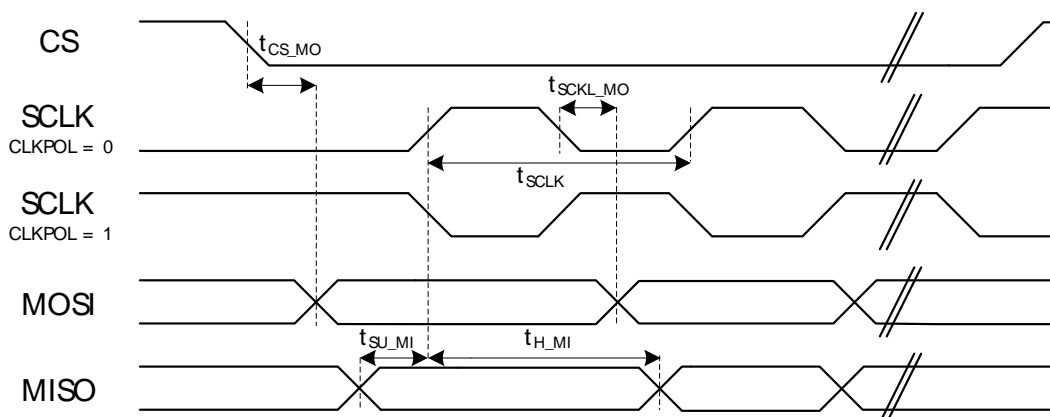 CS
tCS_MO
tSCKL_MO
SCLK
CLKPOL = 0
tSCLK
SCLK
CLKPOL = 1
MOSI
tSU_MI
tH_MI
MISO